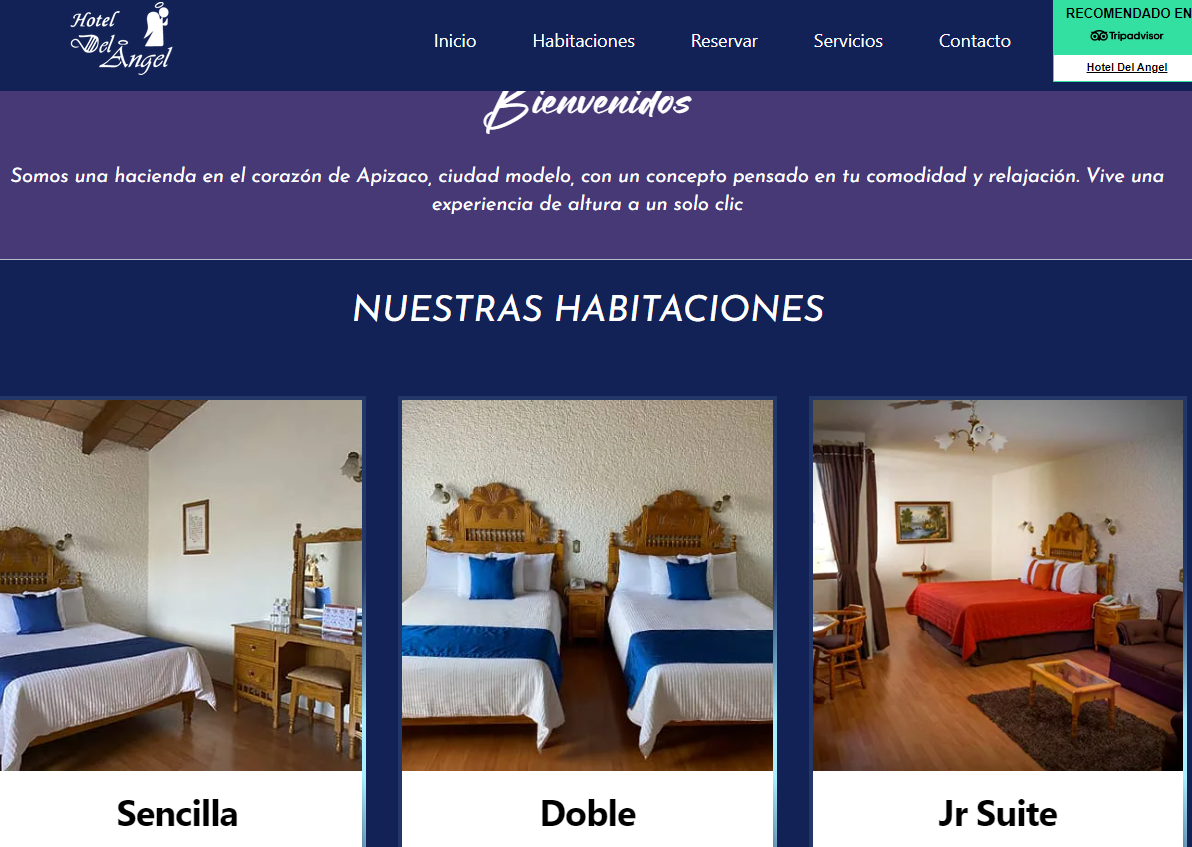 Hotel
Del
Angel
Inicio
Habitaciones
Reservar
Servicios
Contacto
RECOMENDADO EN
Tripadvisor
Hotel Del Angel
Bienvenidos
Somos una hacienda en el corazón de Apizaco, ciudad modelo, con un concepto pensado en tu comodidad y relajación. Vive una
experiencia de altura a un solo clic
NUESTRAS HABITACIONES
Sencilla
Doble
Jr Suite